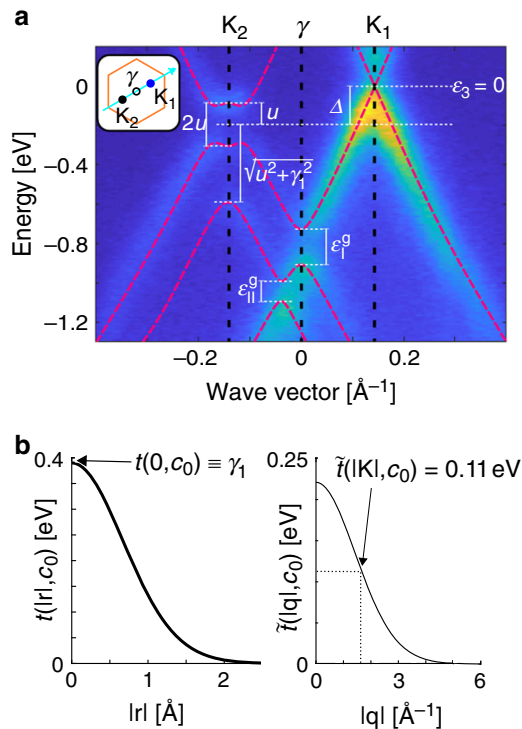 a
K₂ γ K₁
0
−0.4
−0.8
−1.2
Energy [eV]
γ
K₁
K₂
2u
u
√u²+γ₁²
Δ
ε₃ = 0
ε_I^g
ε_II^g
−0.2 0 0.2
Wave vector [Å⁻¹]
b
0.4
0
t(|r|,c₀) [eV]
t(0,c₀) ≡ γ₁
0 1 2
|r| [Å]
0.25
0
t̃(|q|,c₀) [eV]
t̃(|K|,c₀) = 0.11 eV
0 3 6
|q| [Å⁻¹]